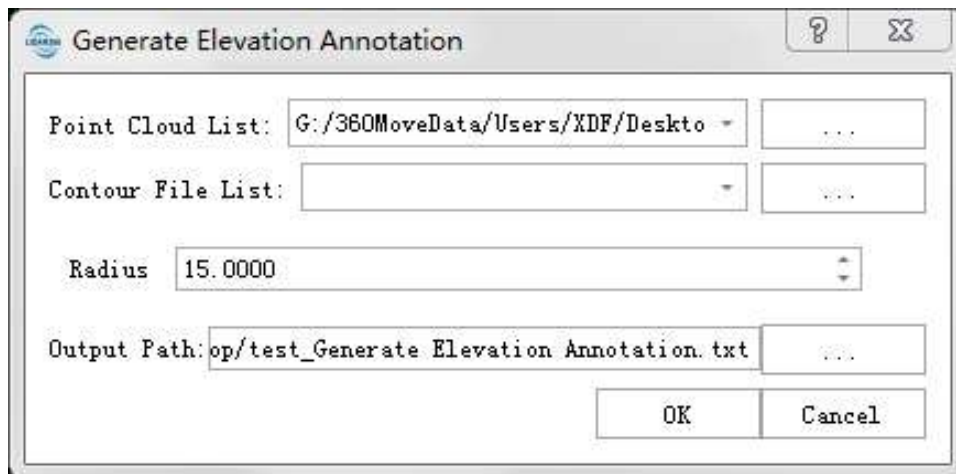 Generate Elevation Annotation
Point Cloud List: G:/360MoveData/Users/XDF/Deskto ...
Contour File List: ...
Radius 15.0000
Output Path: op/test_Generate Elevation Annotation.txt ...
OK Cancel